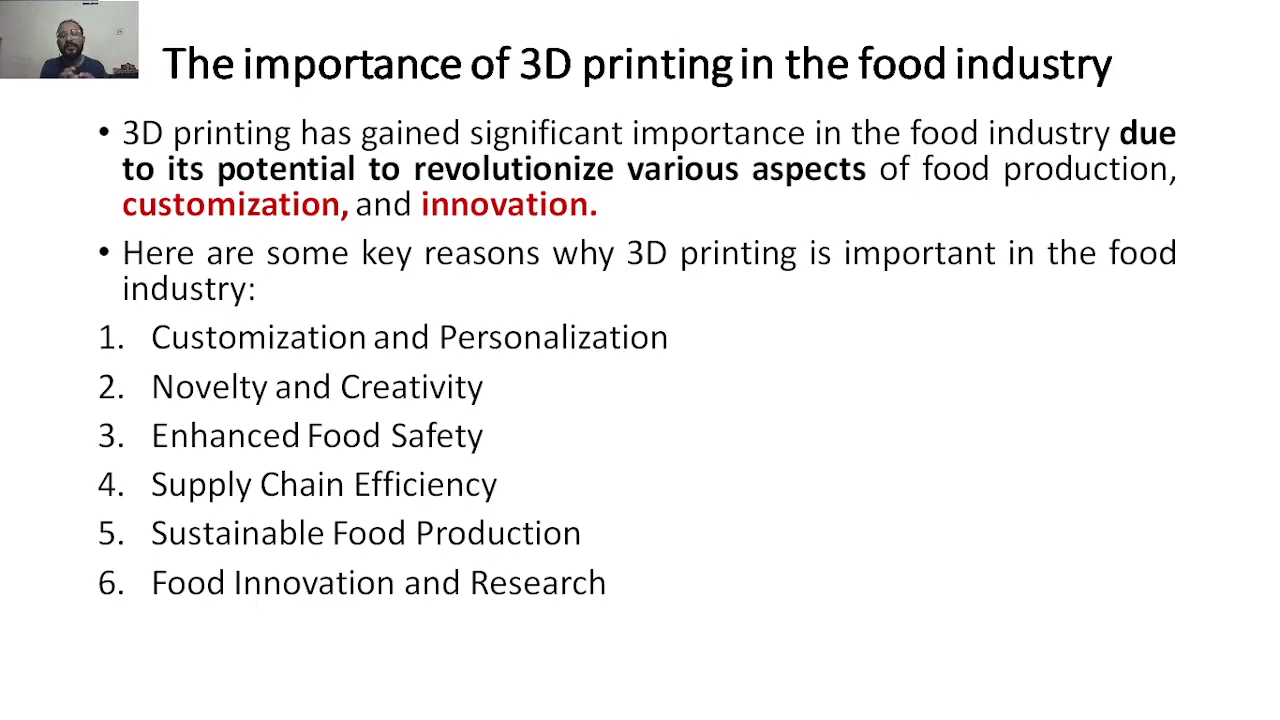 The importance of 3D printing in the food industry
• 3D printing has gained significant importance in the food industry due
to its potential to revolutionize various aspects of food production,
customization, and innovation.
• Here are some key reasons why 3D printing is important in the food
industry:
1. Customization and Personalization
2. Novelty and Creativity
3. Enhanced Food Safety
4. Supply Chain Efficiency
5. Sustainable Food Production
6. Food Innovation and Research